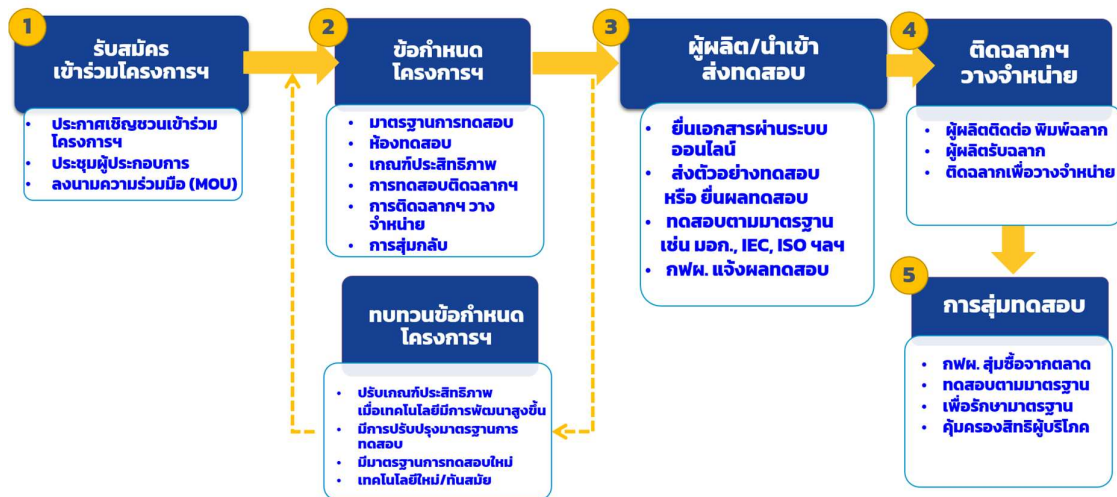 1
รับสมัคร
เข้าร่วมโครงการฯ
• ประกาศเชิญชวนเข้าร่วม
โครงการฯ
• ประชุมผู้ประกอบการ
• ลงนามความร่วมมือ (MOU)
2
ข้อกำหนด
โครงการฯ
• มาตรฐานการทดสอบ
• ห้องทดสอบ
• เกณฑ์ประสิทธิภาพ
• การทดสอบติดฉลากฯ
• การติดฉลากฯ วาง
จำหน่าย
• การสุ่มกลับ
ทบทวนข้อกำหนด
โครงการฯ
• ปรับเกณฑ์ประสิทธิภาพ
เมื่อเทคโนโลยีมีการพัฒนาสูงขึ้น
• มีการปรับปรุงมาตรฐานการ
ทดสอบ
• มีมาตรฐานการทดสอบใหม่
• เทคโนโลยีใหม่/ทันสมัย
3
ผู้ผลิต/นำเข้า
ส่งทดสอบ
• ยื่นเอกสารผ่านระบบ
ออนไลน์
• ส่งตัวอย่างทดสอบ
หรือ ยื่นผลทดสอบ
• ทดสอบตามมาตรฐาน
เช่น มอก., IEC, ISO ฯลฯ
• กฟผ. แจ้งผลทดสอบ
4
ติดฉลากฯ
วางจำหน่าย
• ผู้ผลิตติดต่อ พิมพ์ฉลาก
• ผู้ผลิตรับฉลาก
• ติดฉลากเพื่อวางจำหน่าย
5
การสุ่มทดสอบ
• กฟผ. สุ่มซื้อจากตลาด
• ทดสอบตามมาตรฐาน
• เพื่อรักษามาตรฐาน
• คุ้มครองสิทธิผู้บริโภค